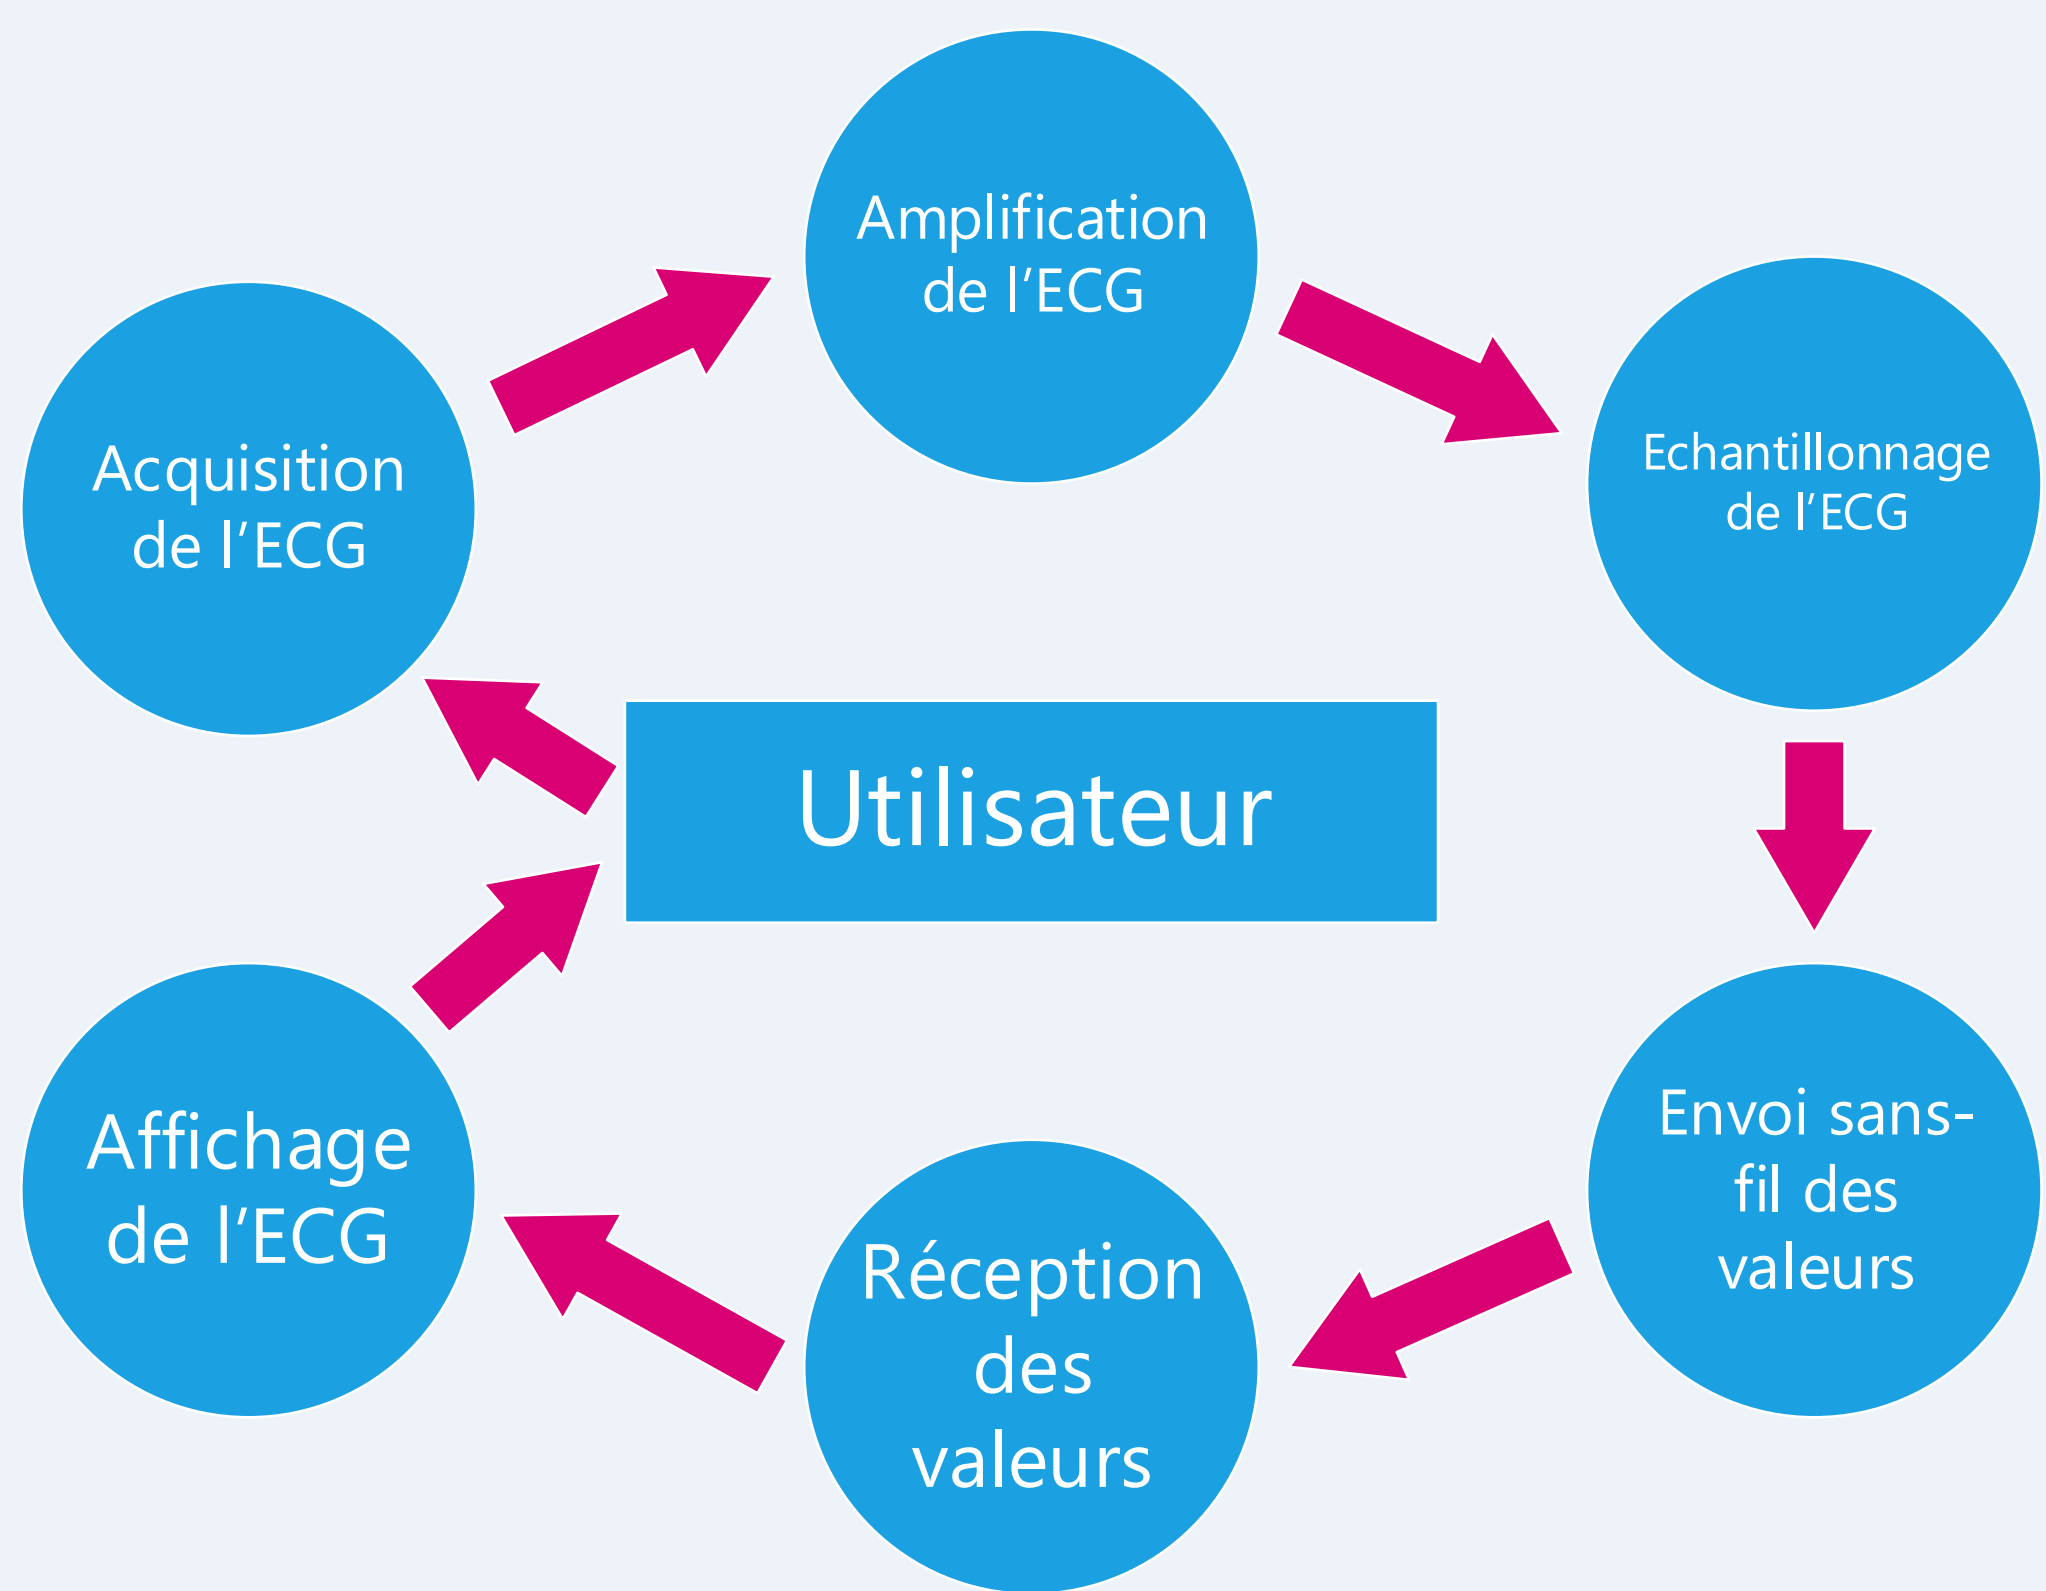 Amplification
de l’ECG
Acquisition
de l’ECG
Echantillonnage
de l’ECG
Utilisateur
Affichage
de l’ECG
Envoi sans-
fil des
valeurs
Réception
des
valeurs